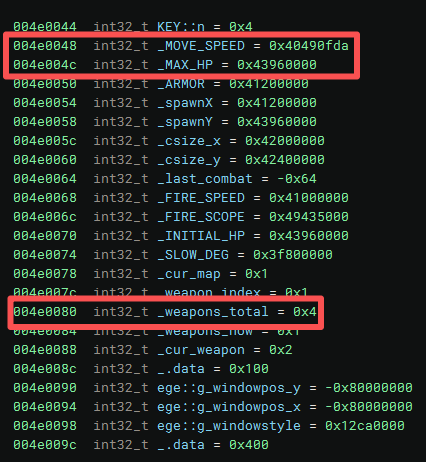 004e0044 int32_t KEY::n = 0x4
004e0048 int32_t _MOVE_SPEED = 0x40490fda
004e004c int32_t _MAX_HP = 0x43960000
004e0050 int32_t _ARMOR = 0x41200000
004e0054 int32_t _spawnX = 0x41200000
004e0058 int32_t _spawnY = 0x43960000
004e005c int32_t _csize_x = 0x42000000
004e0060 int32_t _csize_y = 0x42400000
004e0064 int32_t _last_combat = -0x64
004e0068 int32_t _FIRE_SPEED = 0x41000000
004e006c int32_t _FIRE_SCOPE = 0x49435000
004e0070 int32_t _INITIAL_HP = 0x43960000
004e0074 int32_t _SLOW_DEG = 0x3f800000
004e0078 int32_t _cur_map = 0x1
004e007c int32_t _weapon_index = 0x1
004e0080 int32_t _weapons_total = 0x4
004e0084 int32_t _weapons_now = 0x1
004e0088 int32_t _cur_weapon = 0x2
004e008c int32_t _.data = 0x100
004e0090 int32_t ege::g_windowpos_y = -0x80000000
004e0094 int32_t ege::g_windowpos_x = -0x80000000
004e0098 int32_t ege::g_windowstyle = 0x12ca0000
004e009c int32_t _.data = 0x400